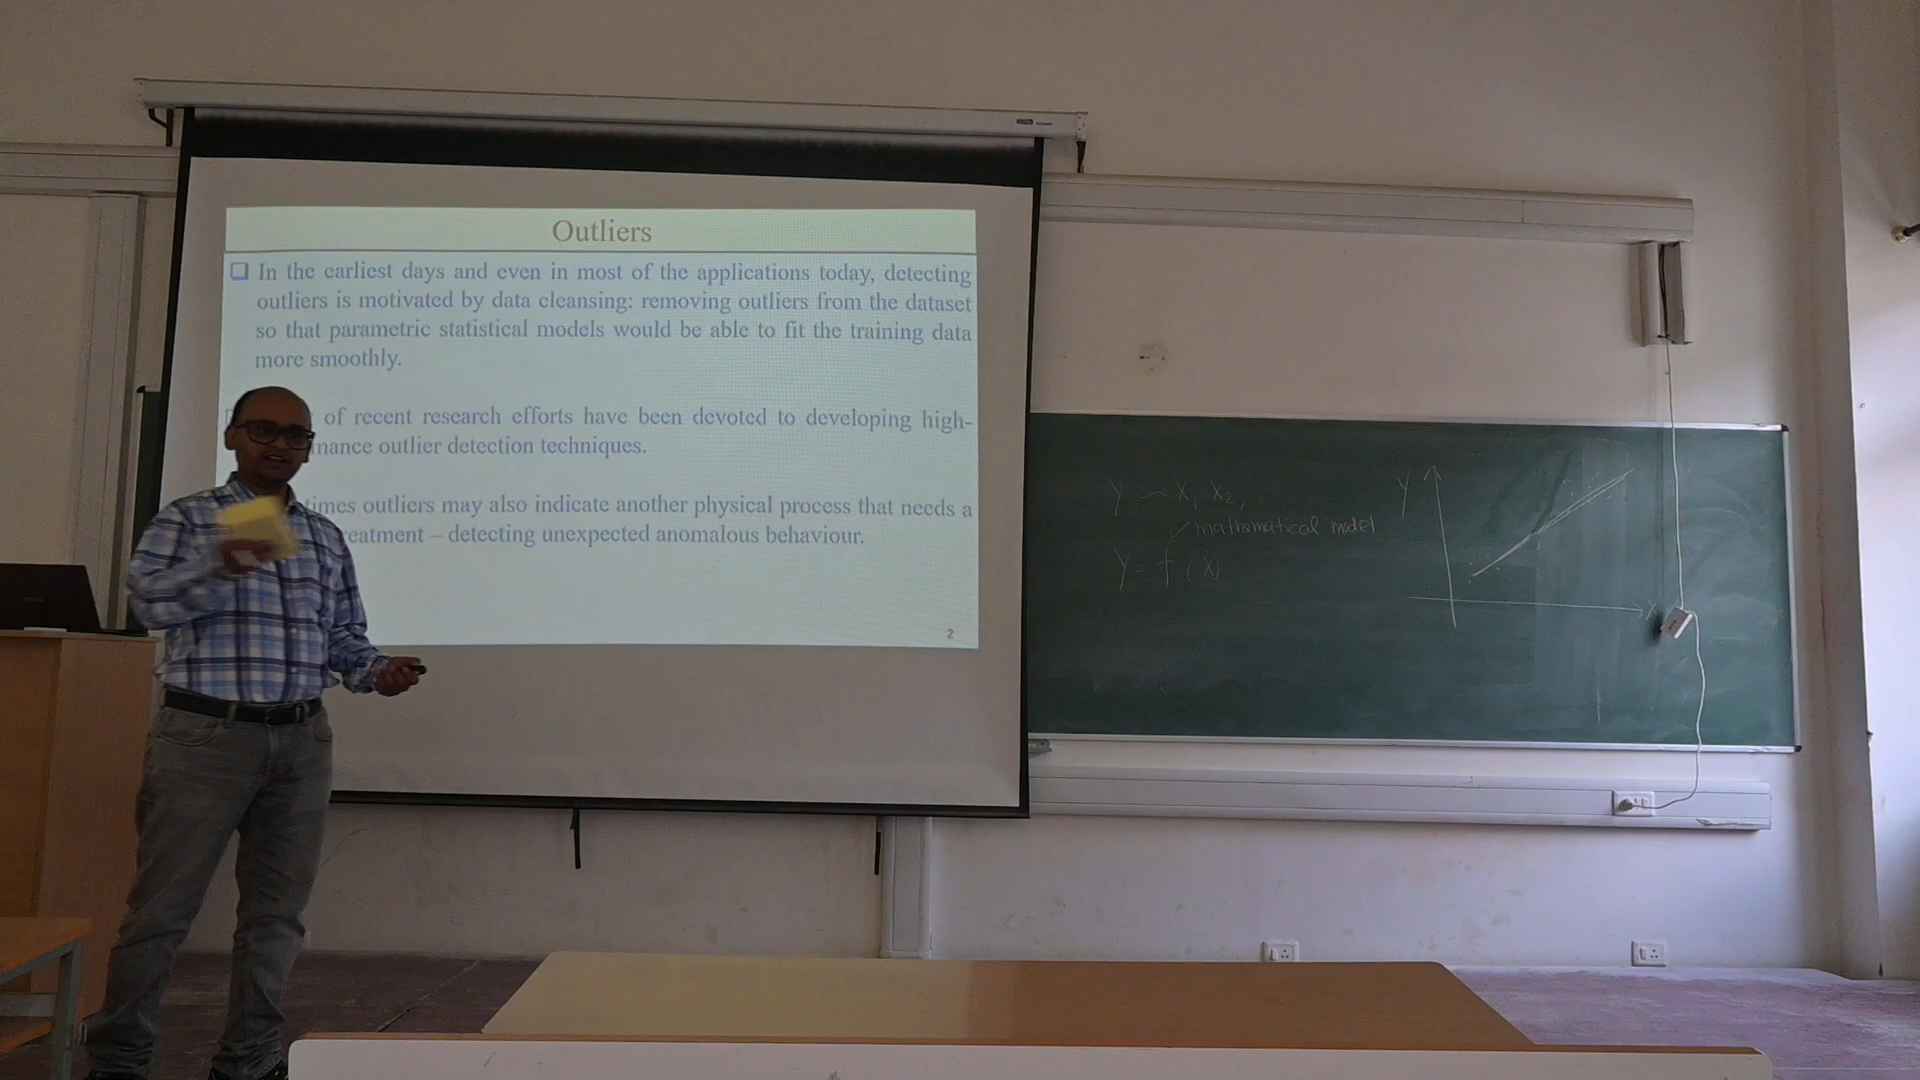 Outliers
In the earliest days and even in most of the applications today, detecting
outliers is motivated by data cleansing: removing outliers from the dataset
so that parametric statistical models would be able to fit the training data
more smoothly.
of recent research efforts have been devoted to developing high-
mance outlier detection techniques.
times outliers may also indicate another physical process that needs a
reatment – detecting unexpected anomalous behaviour.
2
Y ~ X₁ X₂, ......
mathematical model
Y = f (X)
Y
X